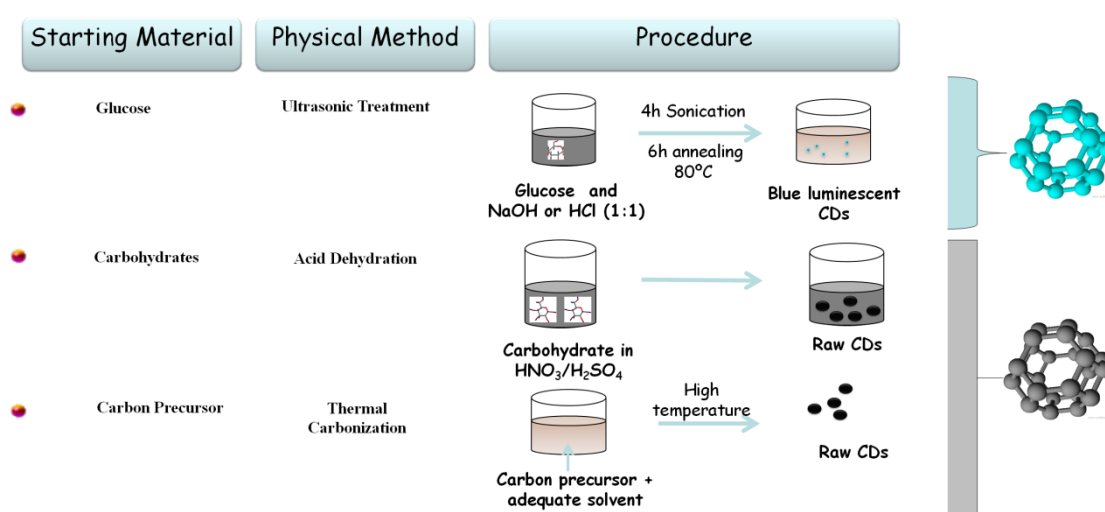 Starting Material
Physical Method
Procedure
Glucose
Ultrasonic Treatment
4h Sonication
6h annealing
80ºC
Glucose and
NaOH or HCl (1:1)
Blue luminescent
CDs
Carbohydrates
Acid Dehydration
Carbohydrate in
HNO₃/H₂SO₄
Raw CDs
Carbon Precursor
Thermal
Carbonization
High
temperature
Raw CDs
Carbon precursor +
adequate solvent